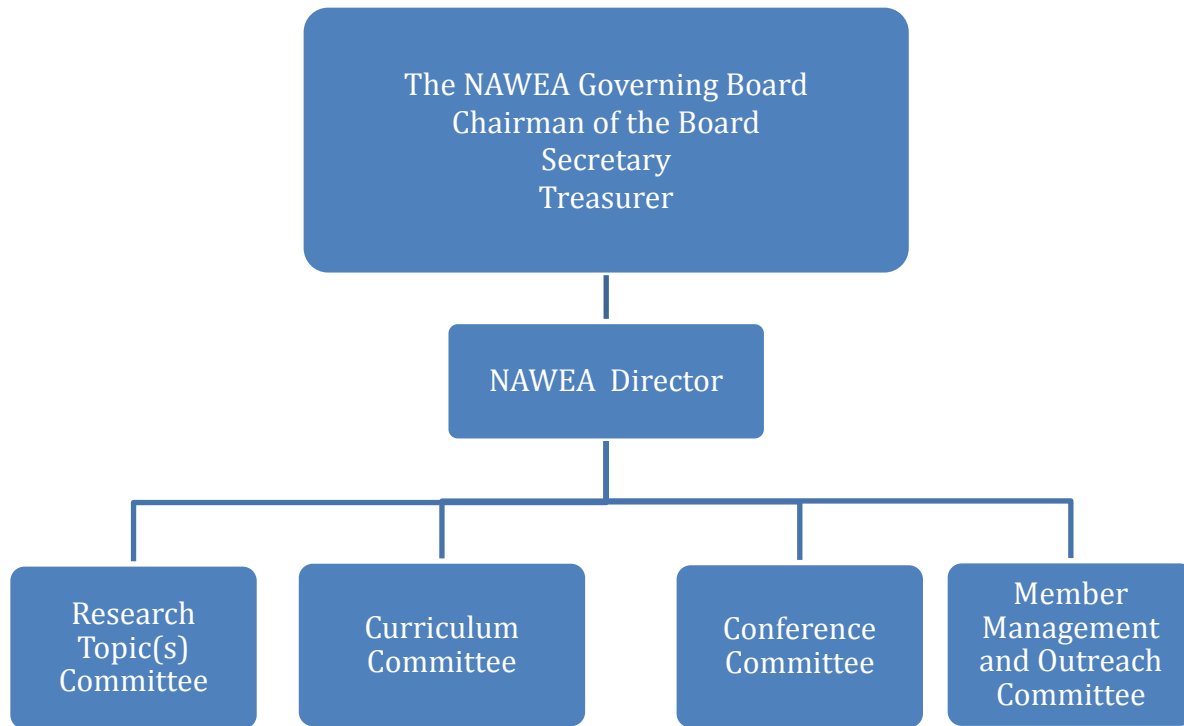 The NAWEA Governing Board
Chairman of the Board
Secretary
Treasurer
NAWEA Director
Research
Topic(s)
Committee
Curriculum
Committee
Conference
Committee
Member
Management
and Outreach
Committee